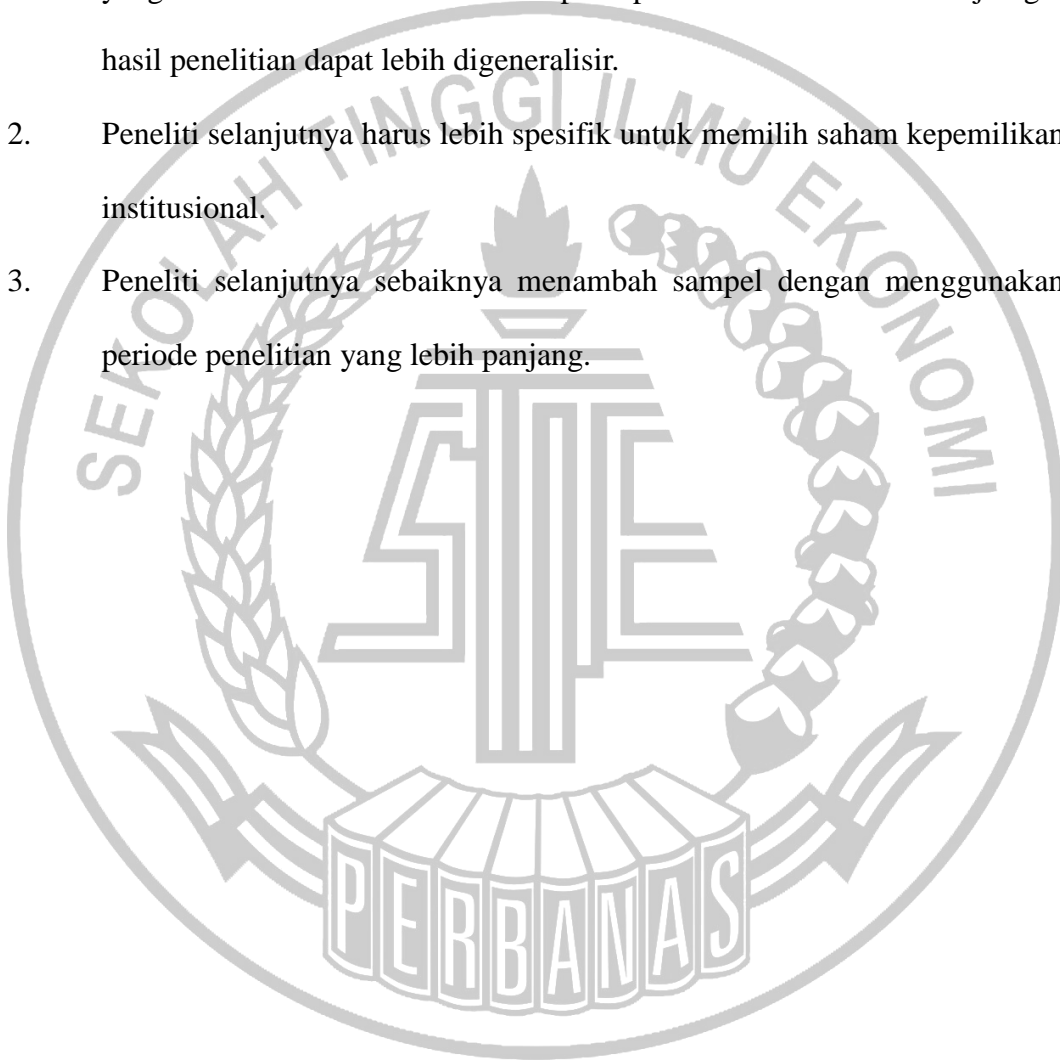 hasil penelitian dapat lebih digeneralisir.
2. Peneliti selanjutnya harus lebih spesifik untuk memilih saham kepemilikan
institusional.
3. Peneliti selanjutnya sebaiknya menambah sampel dengan menggunakan
periode penelitian yang lebih panjang.
SEKOLAH TINGGI ILMU EKONOMI
STIE
PERBANAS